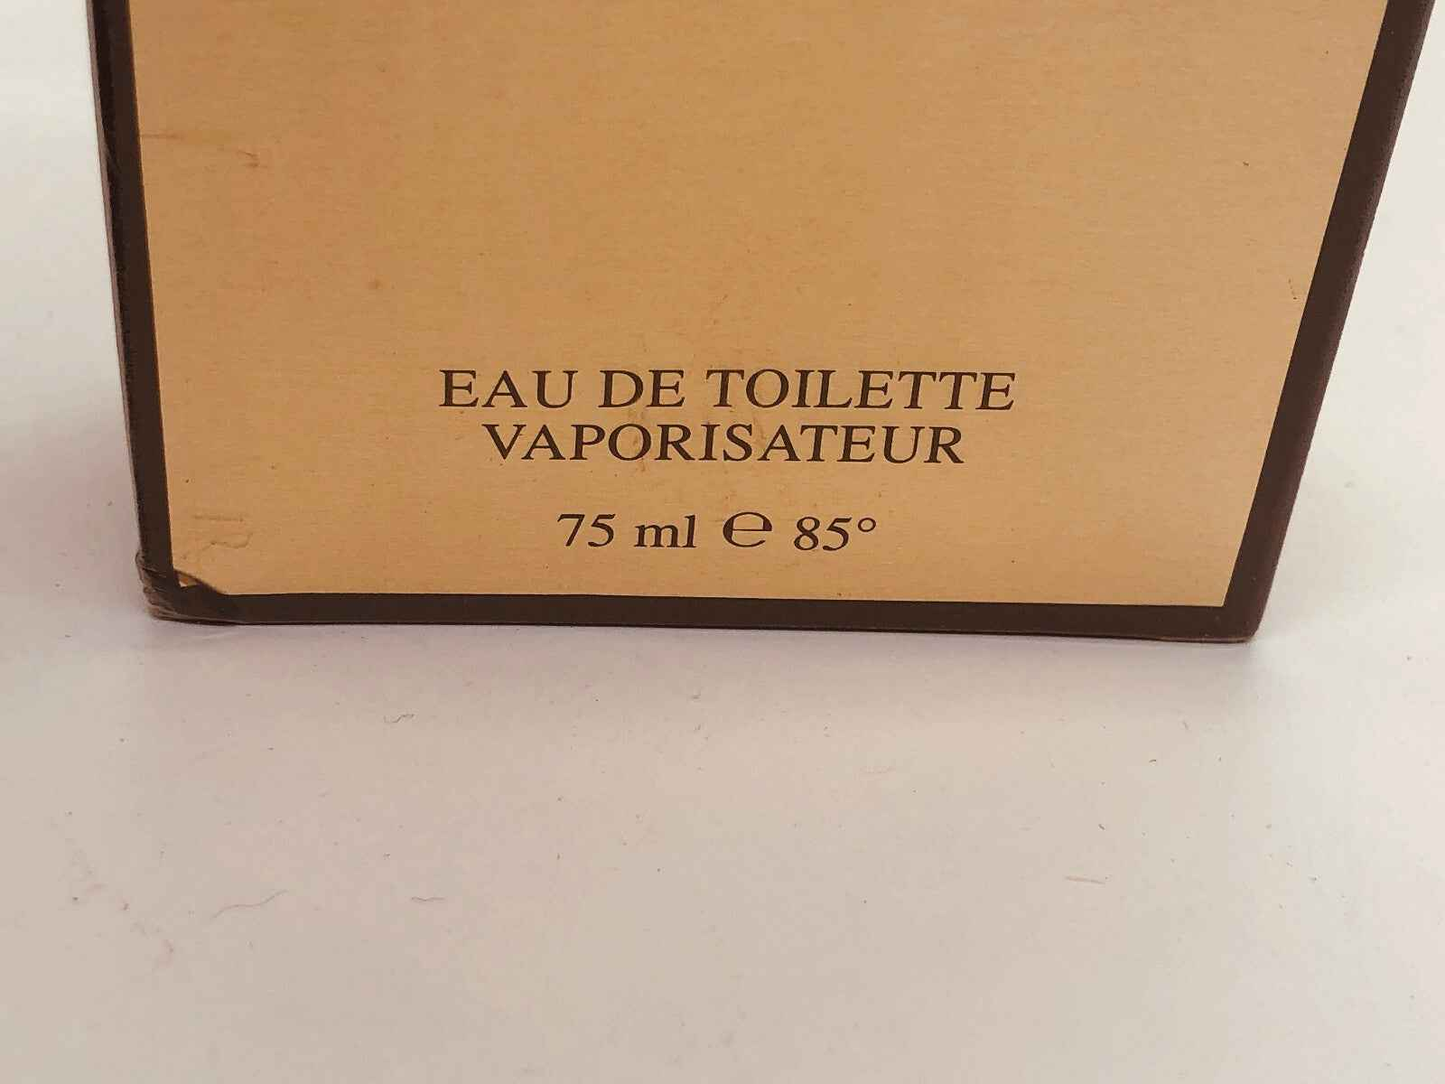 EAU DE TOILETTE
VAPORISATEUR
75 ml ℮ 85°